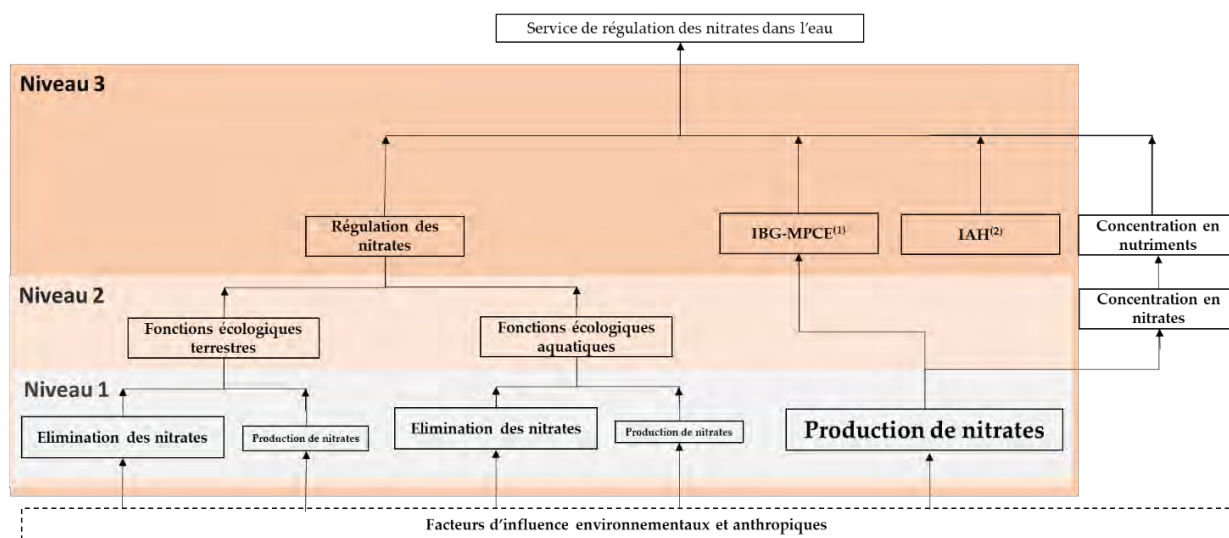 Service de régulation des nitrates dans l'eau
Niveau 3
Régulation des
nitrates
IBG-MPCE(1)
IAH(2)
Concentration en
nutriments
Niveau 2
Fonctions écologiques
terrestres
Fonctions écologiques
aquatiques
Concentration en
nitrates
Niveau 1
Elimination des nitrates
Production de nitrates
Elimination des nitrates
Production de nitrates
Production de nitrates
Facteurs d'influence environnementaux et anthropiques